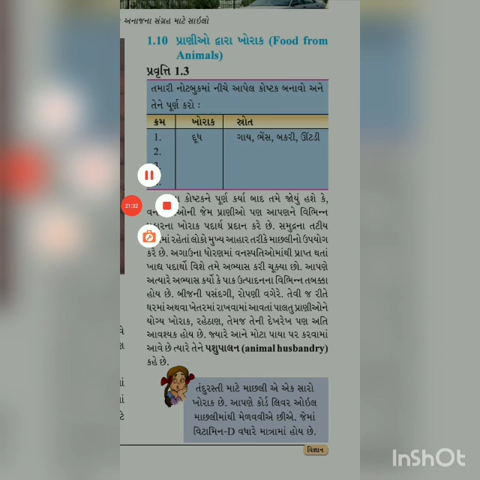 અનાજના સંગ્રહ માટે સાઇલો
1.10 પ્રાણીઓ દ્વારા ખોરાક (Food from
Animals)
પ્રવૃત્તિ 1.3
તમારી નોટબુકમાં નીચે આપેલ કોષ્ટક બનાવો અને
તેને પૂર્ણ કરો :
ક્રમ ખોરાક સ્રોત
1. દૂધ ગાય, ભેંસ, બકરી, ઊંટડી
2.
કોષ્ટકને પૂર્ણ કર્યા બાદ તમે જોયું હશે કે,
જેમ પ્રાણીઓ પણ આપણને વિભિન્ન
ખોરાક પદાર્થ પ્રદાન કરે છે. સમુદ્રના તટીય
રહેતાં લોકો મુખ્ય આહાર તરીકે માછલીનો ઉપયોગ
કરે છે. અગાઉના ધોરણમાં વનસ્પતિઓમાંથી પ્રાપ્ત થતાં
ખાદ્ય પદાર્થો વિશે તમે અભ્યાસ કરી ચૂક્યા છો. આપણે
અત્યારે અભ્યાસ કર્યો કે પાક ઉત્પાદનના વિભિન્ન તબક્કા
હોય છે. બીજની પસંદગી, રોપણી વગેરે. તેવી જ રીતે
ઘરમાં અથવા ખેતરમાં રાખવામાં આવતાં પાલતુ પ્રાણીઓને
યોગ્ય ખોરાક, રહેઠાણ, તેમજ તેની દેખરેખ પણ અતિ
આવશ્યક હોય છે. જ્યારે આને મોટા પાયા પર કરવામાં
આવે છે ત્યારે તેને પશુપાલન (animal husbandry)
કહે છે.
તંદુરસ્તી માટે માછલી એ એક સારો
ખોરાક છે. આપણે કોર્ડ લિવર ઓઇલ
માછલીમાંથી મેળવવીએ છીએ. જેમાં
વિટામિન-D વધારે માત્રામાં હોય છે.
વિજ્ઞાન
21:32
InShOt